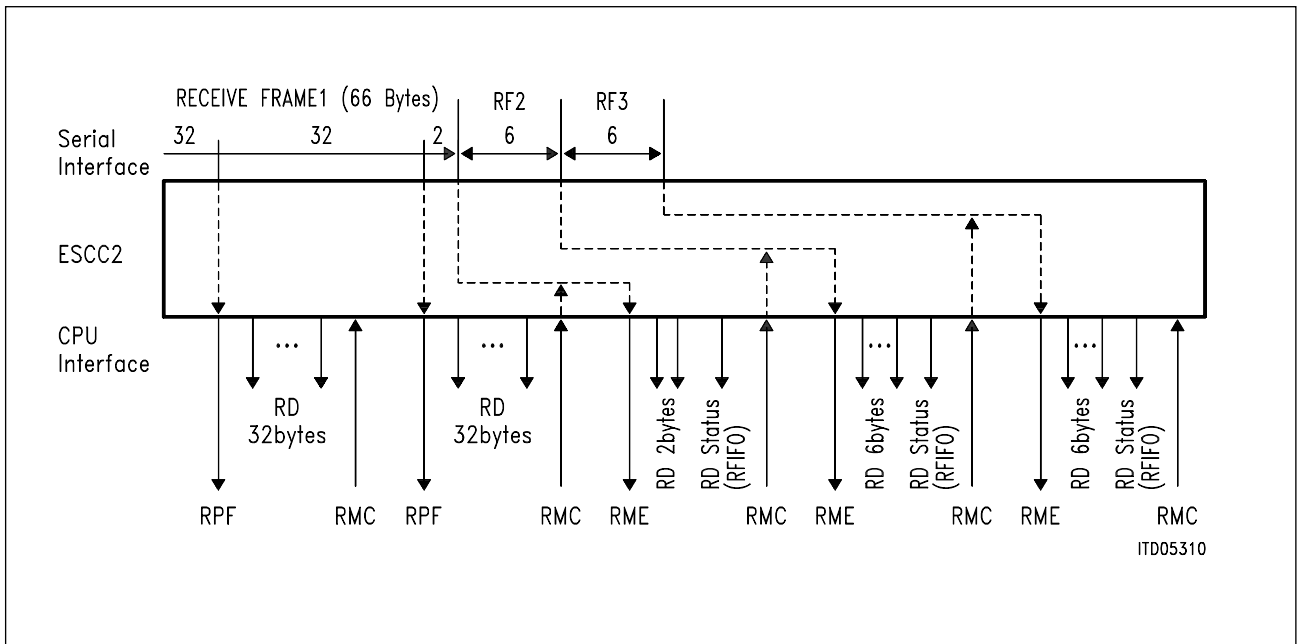 RECEIVE FRAME1 (66 Bytes) RF2 RF3
32 32 2 6 6
Serial
Interface
ESCC2
CPU
Interface
... ... ... ...
RD
32bytes
RD
32bytes
RD 2bytes
RD Status
(RFIFO)
RD 6bytes
RD Status
(RFIFO)
RD 6bytes
RD Status
(RFIFO)
RPF RMC RPF RMC RME RMC RME RMC RME RMC
ITD05310